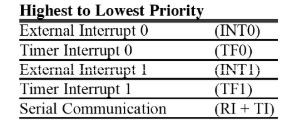 Highest to Lowest Priority
External Interrupt 0 (INT0)
Timer Interrupt 0 (TF0)
External Interrupt 1 (INT1)
Timer Interrupt 1 (TF1)
Serial Communication (RI + TI)